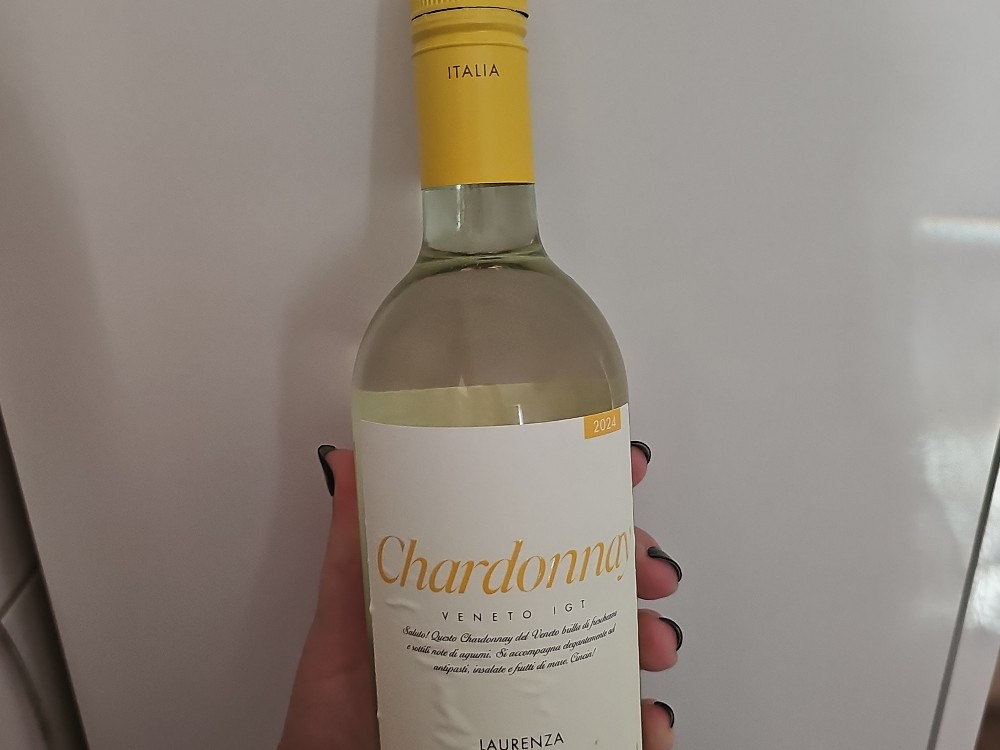 ITALIA
2024
Chardonnay
VENETO IGT
Saluto! Questo Chardonnay del Veneto brilla di freschezza
e sottili note di agrumi. Si accompagna elegantemente ad
antipasti, insalate e frutti di mare. Cincin!
LAURENZA